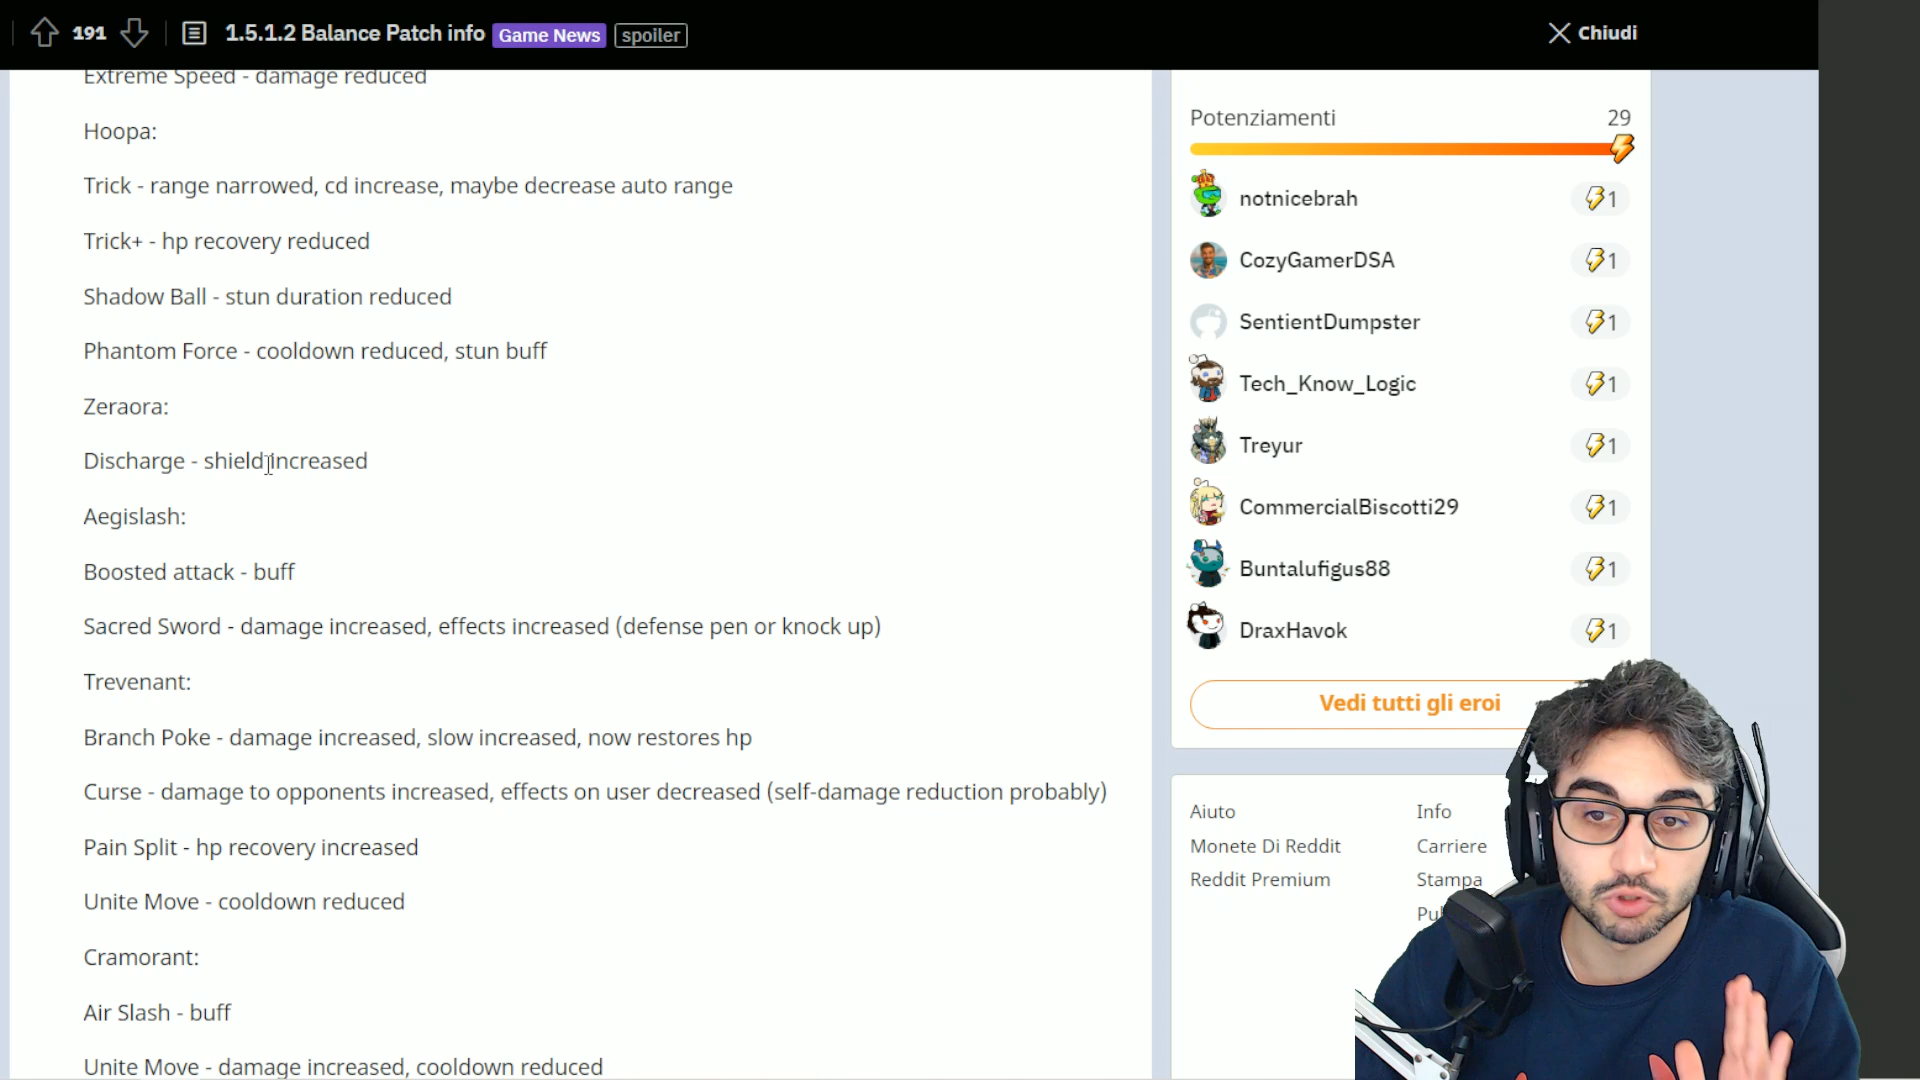 191
1.5.1.2 Balance Patch info Game News spoiler
Chiudi
Extreme Speed - damage reduced
Hoopa:
Trick - range narrowed, cd increase, maybe decrease auto range
Trick+ - hp recovery reduced
Shadow Ball - stun duration reduced
Phantom Force - cooldown reduced, stun buff
Zeraora:
Discharge - shield increased
Aegislash:
Boosted attack - buff
Sacred Sword - damage increased, effects increased (defense pen or knock up)
Trevenant:
Branch Poke - damage increased, slow increased, now restores hp
Curse - damage to opponents increased, effects on user decreased (self-damage reduction probably)
Pain Split - hp recovery increased
Unite Move - cooldown reduced
Cramorant:
Air Slash - buff
Unite Move - damage increased, cooldown reduced
Potenziamenti 29
notnicebrah 1
CozyGamerDSA 1
SentientDumpster 1
Tech_Know_Logic 1
Treyur 1
CommercialBiscotti29 1
Buntalufigus88 1
DraxHavok 1
Vedi tutti gli eroi
Aiuto Info
Monete Di Reddit Carriere
Reddit Premium Stampa